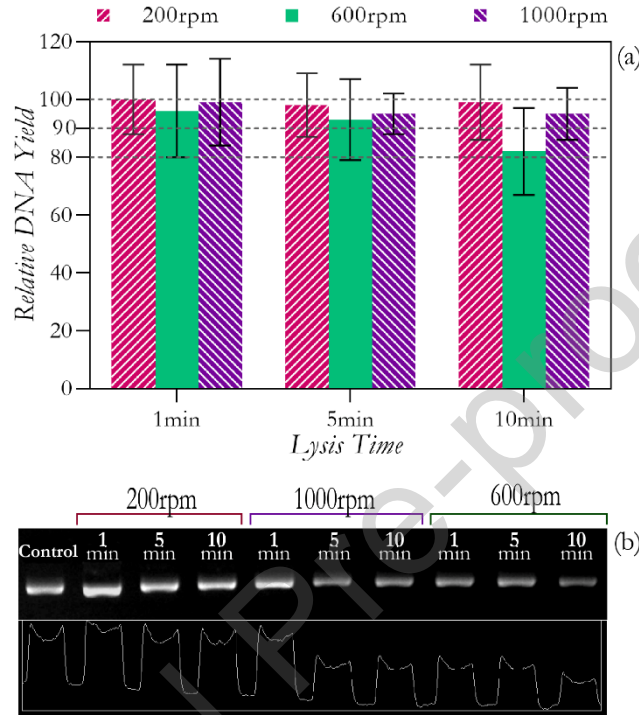 200rpm 600rpm 1000rpm
(a)
120
100
90
80
60
40
20
0
Relative DNA Yield
1min 5min 10min
Lysis Time
200rpm 1000rpm 600rpm
Control 1 min 5 min 10 min 1 min 5 min 10 min 1 min 5 min 10 min
(b)
Pre-proo